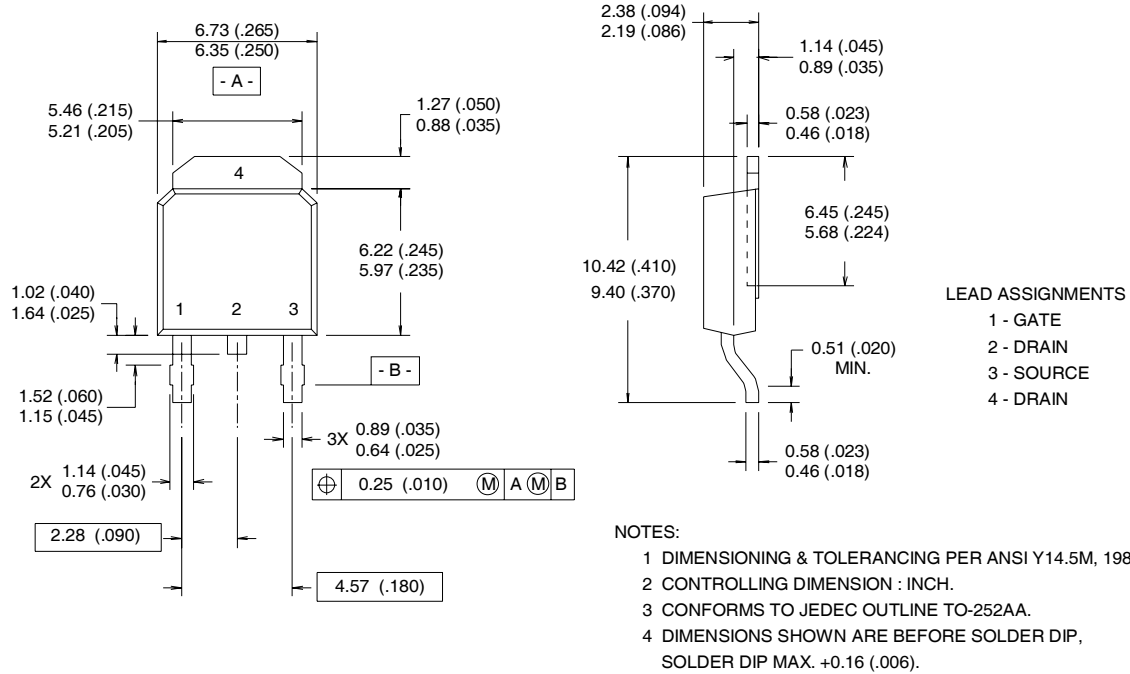 6.73 (.265)
6.35 (.250)
- A -
5.46 (.215)
5.21 (.205)
1.27 (.050)
0.88 (.035)
4
6.22 (.245)
5.97 (.235)
1.02 (.040)
1.64 (.025)
1 2 3
- B -
1.52 (.060)
1.15 (.045)
3X 0.89 (.035)
0.64 (.025)
2X 1.14 (.045)
0.76 (.030)
⌖ 0.25 (.010) Ⓜ A Ⓜ B
2.28 (.090)
4.57 (.180)
2.38 (.094)
2.19 (.086)
1.14 (.045)
0.89 (.035)
0.58 (.023)
0.46 (.018)
6.45 (.245)
5.68 (.224)
10.42 (.410)
9.40 (.370)
0.51 (.020)
MIN.
0.58 (.023)
0.46 (.018)
LEAD ASSIGNMENTS
1 - GATE
2 - DRAIN
3 - SOURCE
4 - DRAIN
NOTES:
1 DIMENSIONING & TOLERANCING PER ANSI Y14.5M, 198
2 CONTROLLING DIMENSION : INCH.
3 CONFORMS TO JEDEC OUTLINE TO-252AA.
4 DIMENSIONS SHOWN ARE BEFORE SOLDER DIP,
SOLDER DIP MAX. +0.16 (.006).